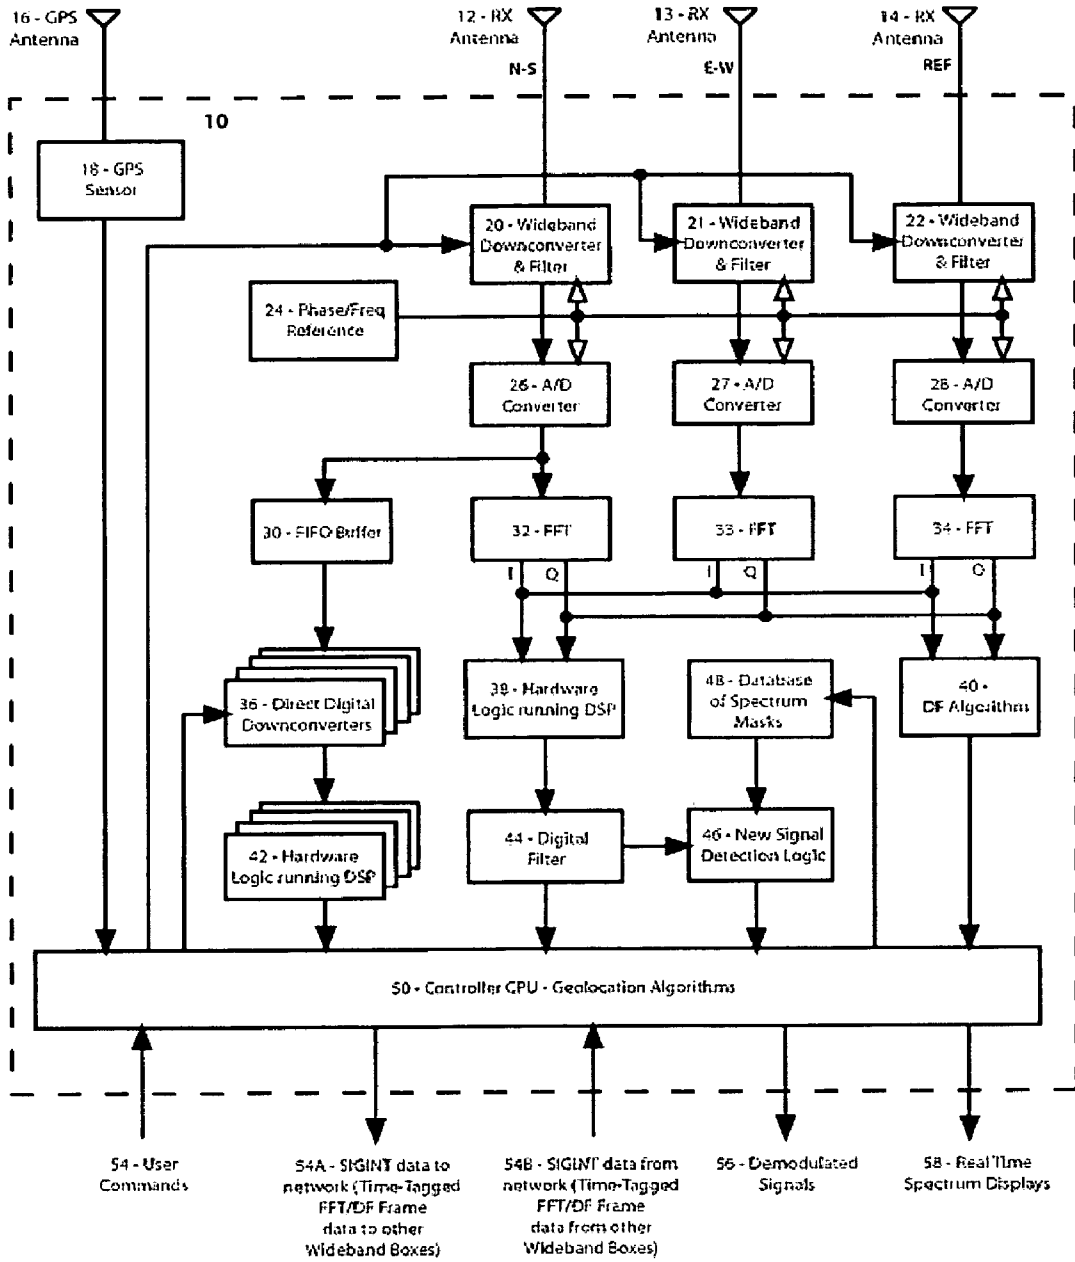 16 - GPS
Antenna
12 - RX
Antenna
13 - RX
Antenna
14 - RX
Antenna
N-S
E-W
REF
10
18 - GPS
Sensor
20 - Wideband
Downconverter
& Filter
21 - Wideband
Downconverter
& Filter
22 - Wideband
Downconverter
& Filter
24 - Phase/Freq
Reference
26 - A/D
Converter
27 - A/D
Converter
28 - A/D
Converter
30 - FIFO Buffer
32 - FFT
33 - FFT
34 - FFT
I
Q
I
Q
I
Q
36 - Direct Digital
Downconverters
38 - Hardware
Logic running DSP
48 - Database
of Spectrum
Masks
40 -
DF Algorithm
42 - Hardware
Logic running DSP
44 - Digital
Filter
46 - New Signal
Detection Logic
50 - Controller CPU - Geolocation Algorithms
54 - User
Commands
54A - SIGINT data to
network (Time-Tagged
FFT/DF Frame
data to other
Wideband Boxes)
54B - SIGINT data from
network (Time-Tagged
FFT/DF Frame
data from other
Wideband Boxes)
56 - Demodulated
Signals
58 - Real Time
Spectrum Displays